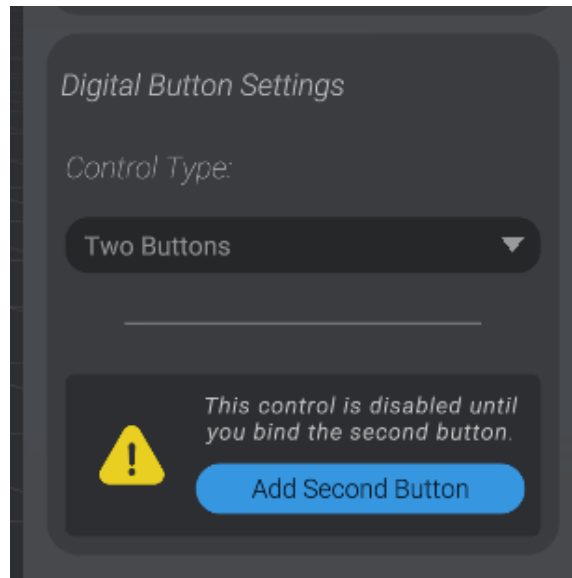 Digital Button Settings
Control Type:
Two Buttons
This control is disabled until
you bind the second button.
Add Second Button